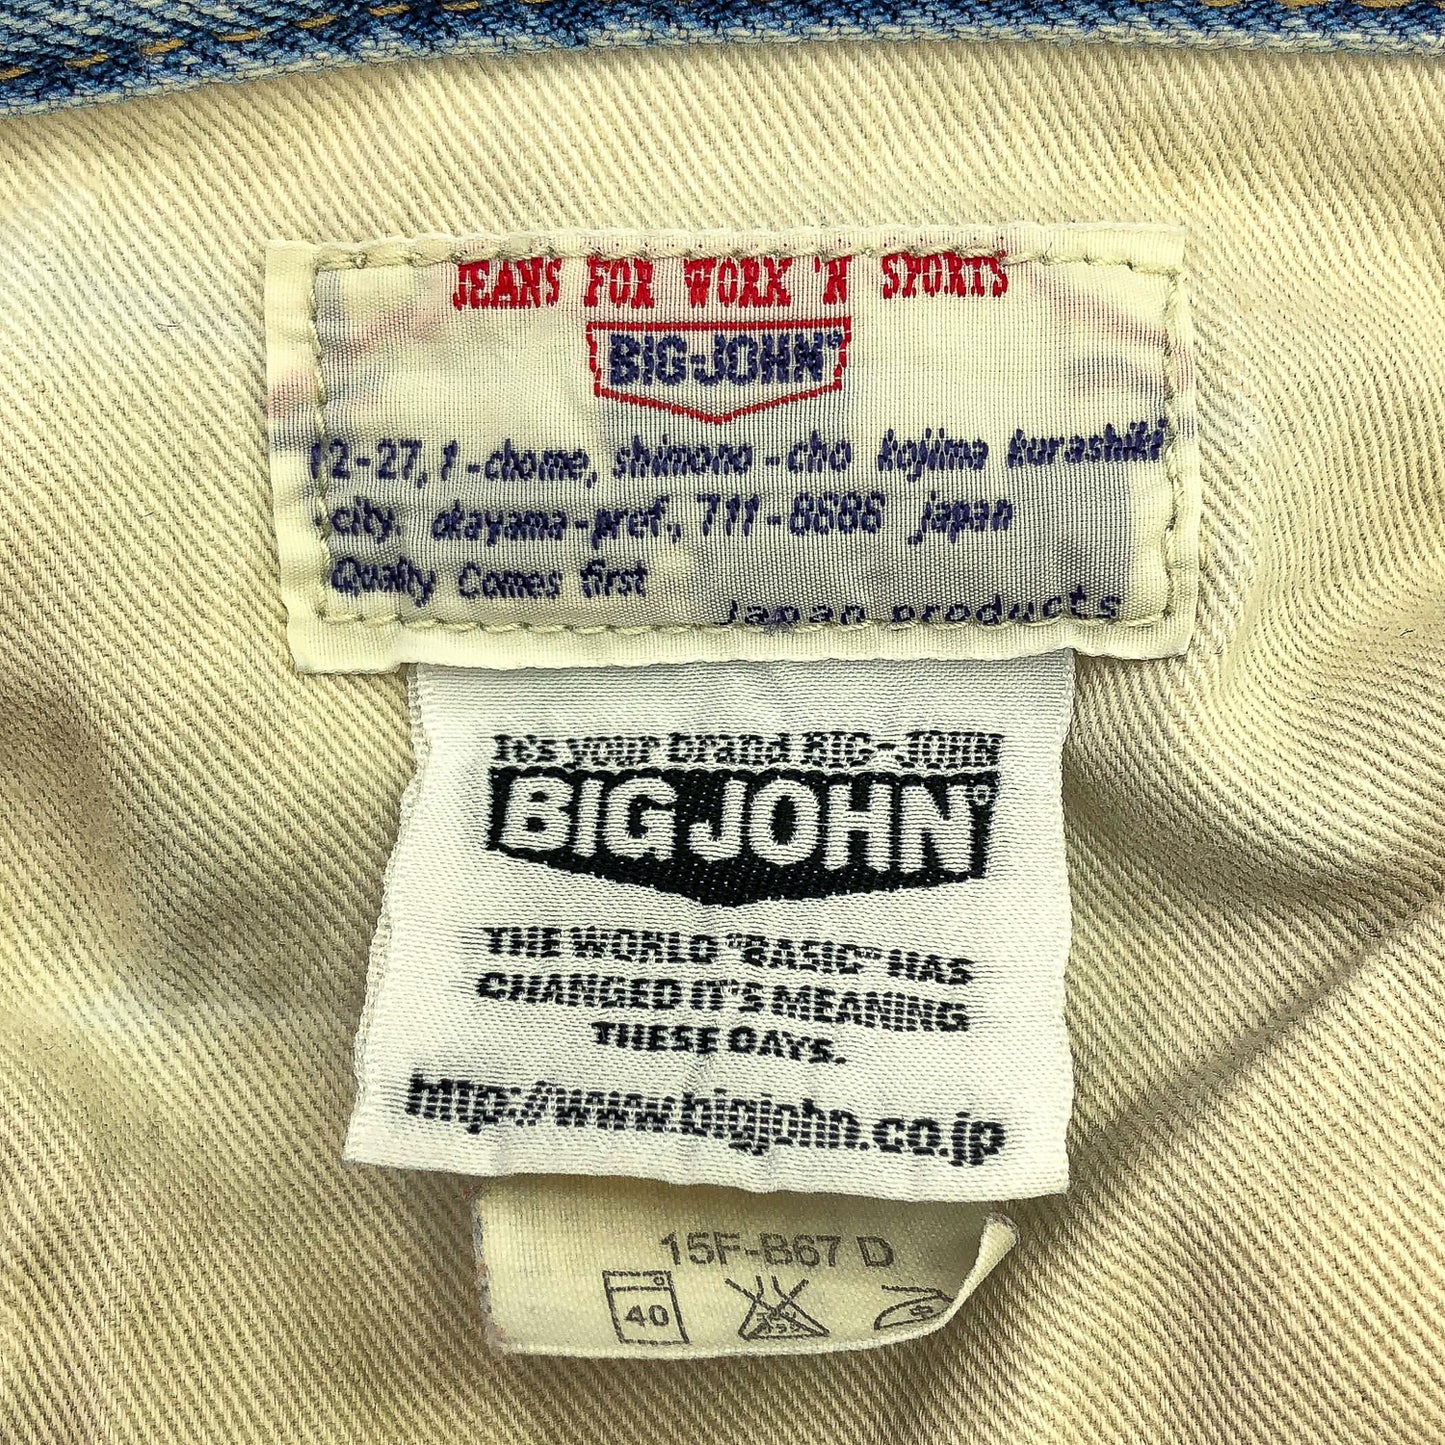 JEANS FOR WORK 'N SPORTS
BIG-JOHN®
12-27, 1-chome, shimono-cho kojima kurashiki
city. okayama-pref., 711-8686 japan
Quality Comes first
Japan products
It's your brand BIG-JOHN
BIG JOHN®
THE WORLD "BASIC" HAS
CHANGED IT'S MEANING
THESE DAYS.
http://www.bigjohn.co.jp
15F-B67 D
40